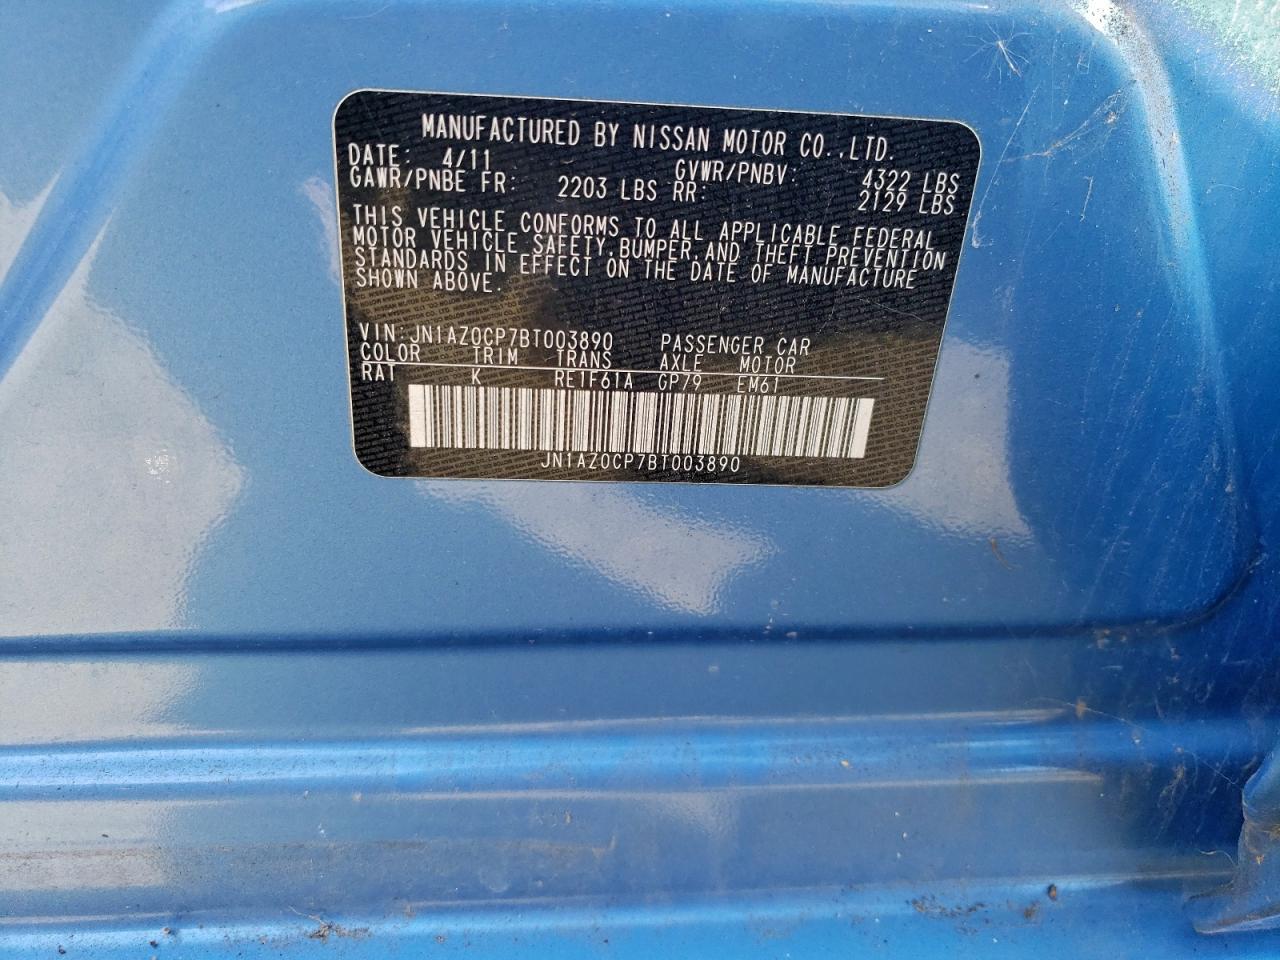 MANUFACTURED BY NISSAN MOTOR CO.,LTD.
DATE: 4/11 GVWR/PNBV: 4322 LBS
GAWR/PNBE FR: 2203 LBS RR: 2129 LBS
THIS VEHICLE CONFORMS TO ALL APPLICABLE FEDERAL
MOTOR VEHICLE SAFETY,BUMPER,AND THEFT PREVENTION
STANDARDS IN EFFECT ON THE DATE OF MANUFACTURE
SHOWN ABOVE.
VIN:JN1AZ0CP7BT003890 PASSENGER CAR
COLOR TRIM TRANS AXLE MOTOR
RAT K RE1F61A GP79 EM61
JN1AZ0CP7BT003890